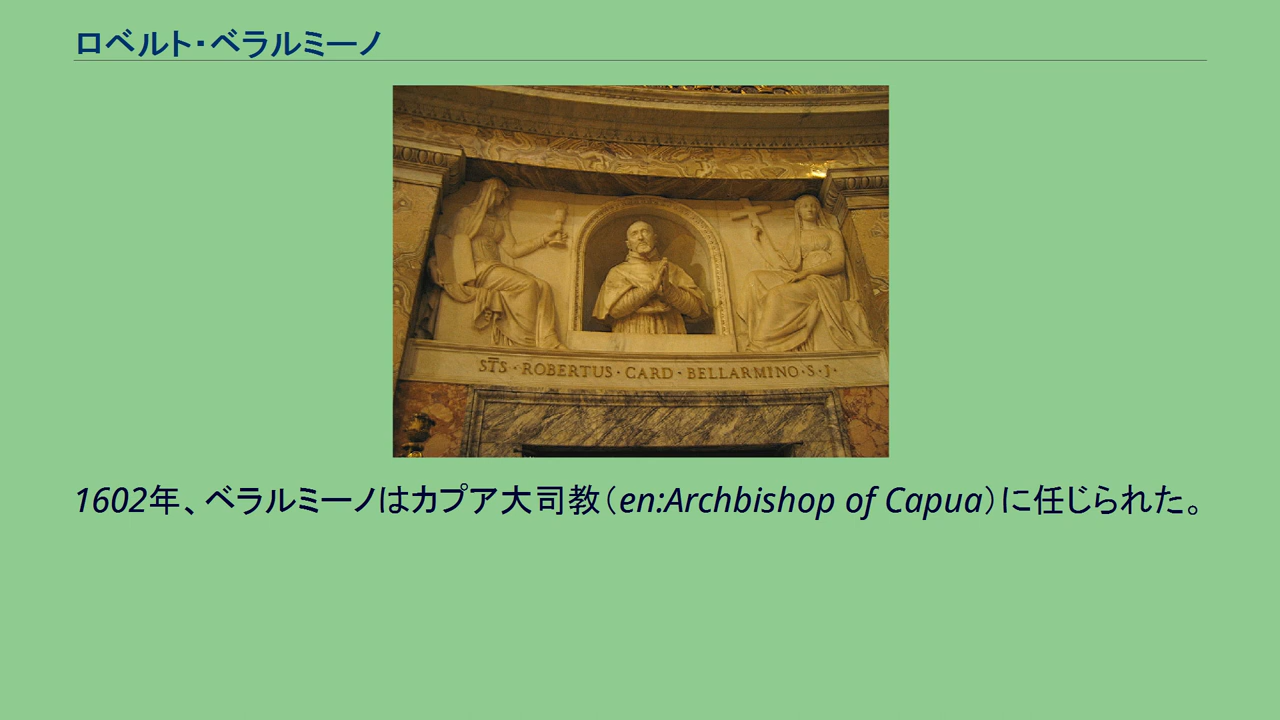 ロベルト・ベラルミーノ
STS · ROBERTUS · CARD · BELLARMINO · S · J ·
1602年、ベラルミーノはカプア大司教（en:Archbishop of Capua）に任じられた。